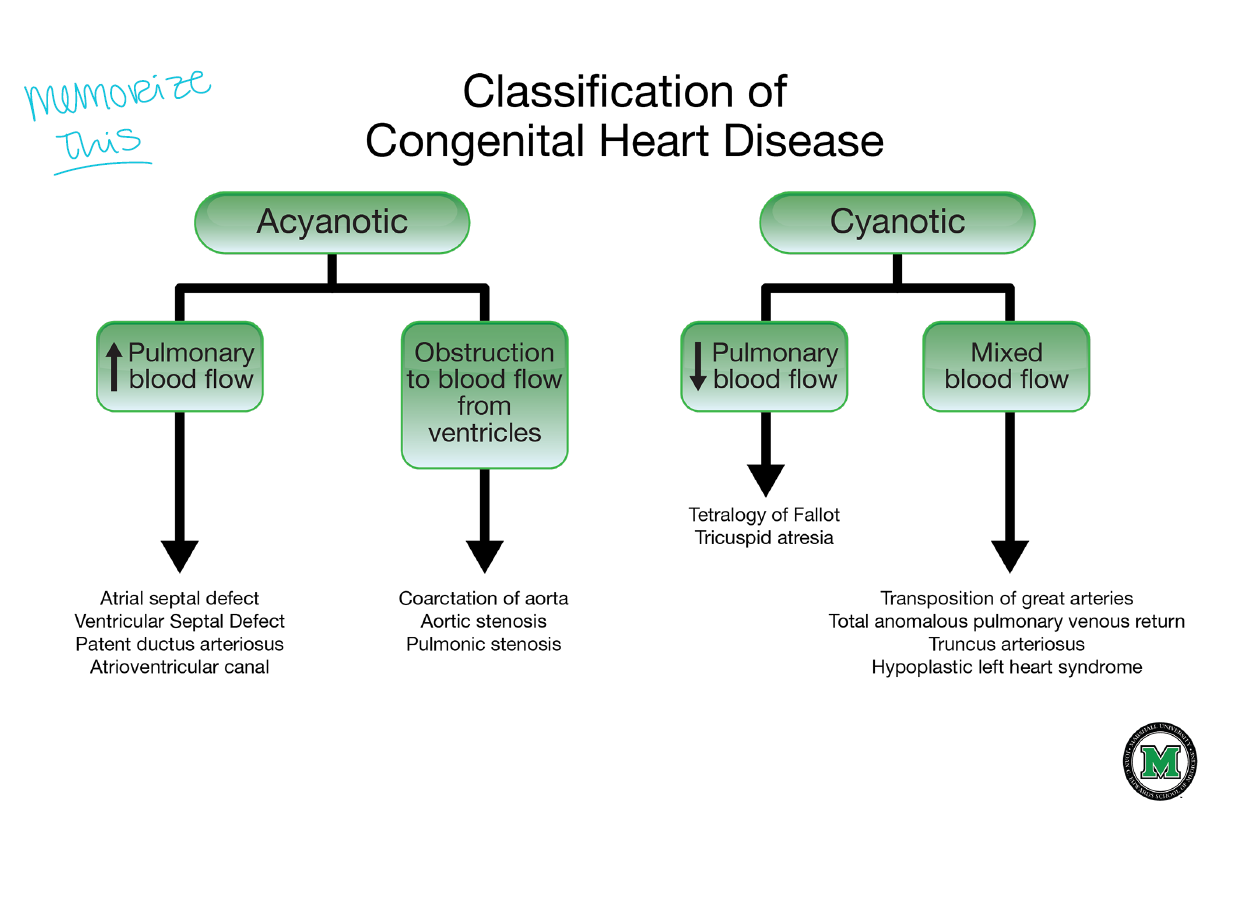 memorize
This
Classification of
Congenital Heart Disease
Acyanotic
Cyanotic
Pulmonary
blood flow
Obstruction
to blood flow
from
ventricles
Pulmonary
blood flow
Mixed
blood flow
Tetralogy of Fallot
Tricuspid atresia
Atrial septal defect
Ventricular Septal Defect
Patent ductus arteriosus
Atrioventricular canal
Coarctation of aorta
Aortic stenosis
Pulmonic stenosis
Transposition of great arteries
Total anomalous pulmonary venous return
Truncus arteriosus
Hypoplastic left heart syndrome
MARSHALL UNIVERSITY
M